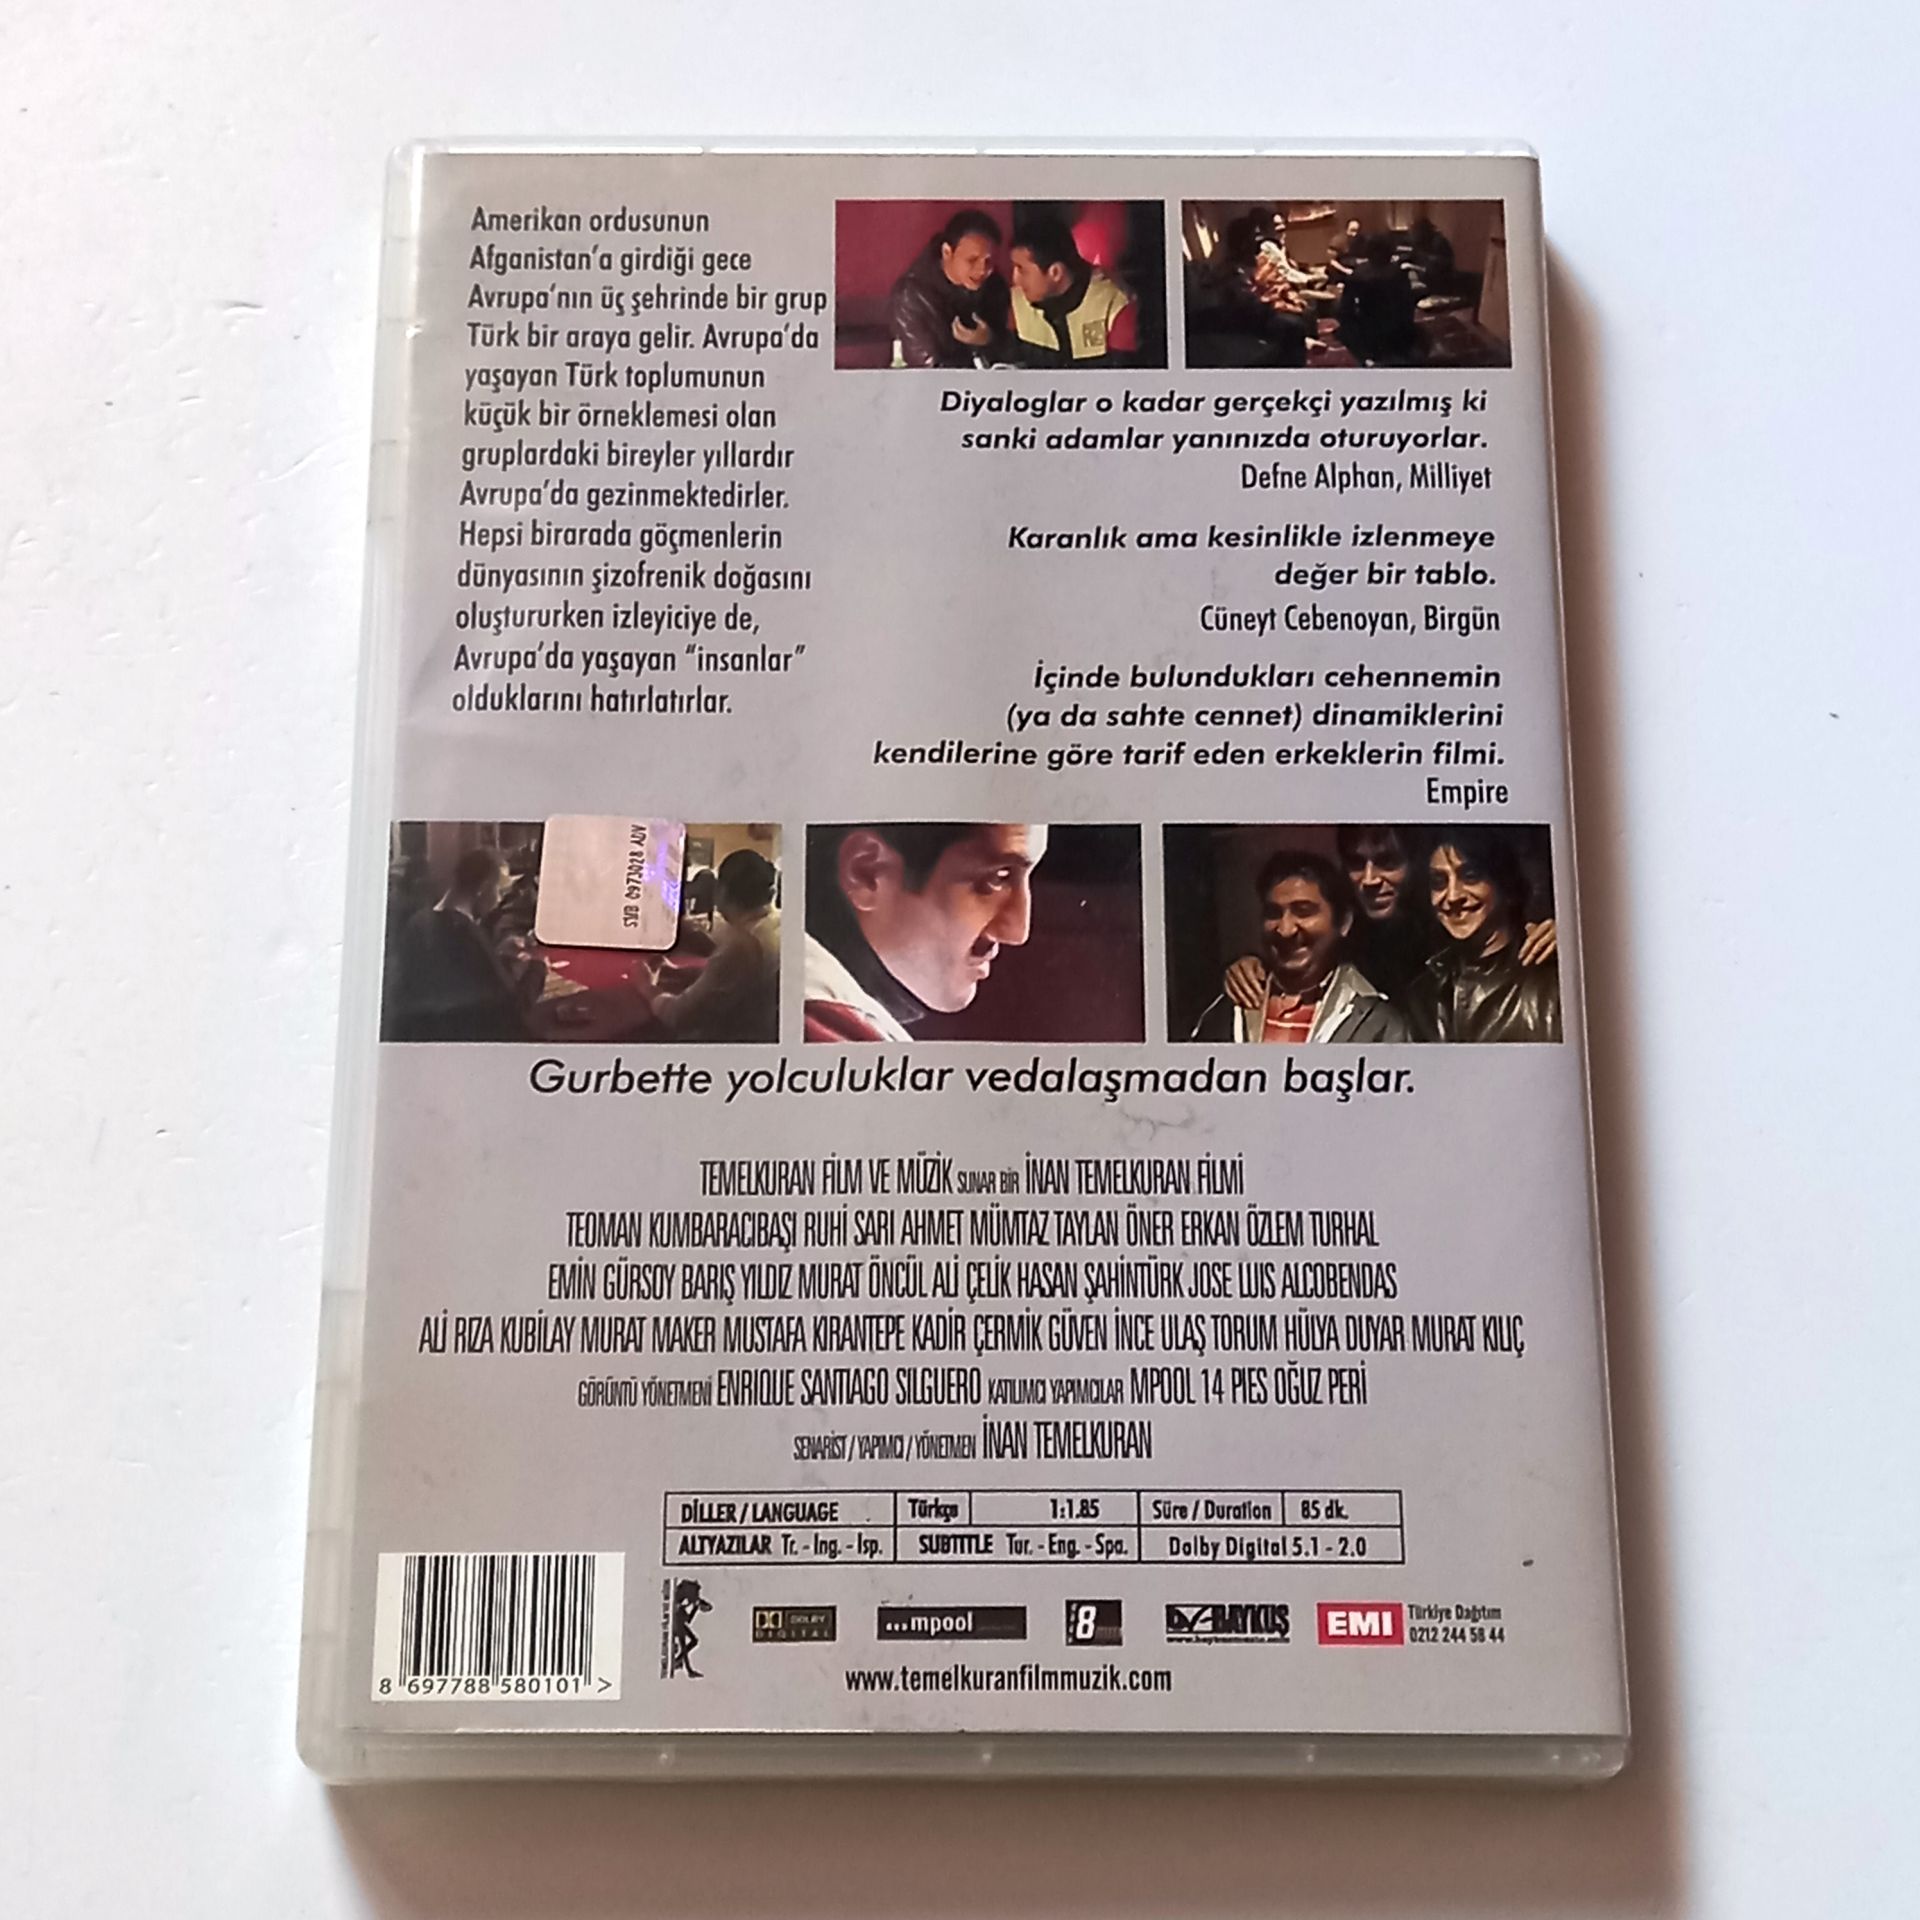 Amerikan ordusunun
Afganistan'a girdiği gece
Avrupa'nın üç şehrinde bir grup
Türk bir araya gelir. Avrupa'da
yaşayan Türk toplumunun
küçük bir örneklemesi olan
gruplardaki bireyler yıllardır
Avrupa'da gezinmektedirler.
Hepsi birarada göçmenlerin
dünyasının şizofrenik doğasını
oluştururken izleyiciye de,
Avrupa'da yaşayan "insanlar"
olduklarını hatırlatırlar.
Diyaloglar o kadar gerçekçi yazılmış ki
sanki adamlar yanınızda oturuyorlar.
Defne Alphan, Milliyet
Karanlık ama kesinlikle izlenmeye
değer bir tablo.
Cüneyt Cebenoyan, Birgün
İçinde bulundukları cehennemin
(ya da sahte cennet) dinamiklerini
kendilerine göre tarif eden erkeklerin filmi.
Empire
Gurbette yolculuklar vedalaşmadan başlar.
TEMELKURAN FİLM VE MÜZİK SUNAR BİR İNAN TEMELKURAN FİLMİ
TEOMAN KUMBARACIBAŞI RUHİ SARI AHMET MÜMTAZ TAYLAN ÖNER ERKAN ÖZLEM TURHAL
EMİN GÜRSOY BARIŞ YILDIZ MURAT ÖNCÜL ALİ ÇELİK HASAN ŞAHİNTÜRK JOSE LUIS ALCOBENDAS
ALİ RIZA KUBİLAY MURAT MAKER MUSTAFA KIRANTEPE KADİR ÇERMİK GÜVEN İNCE ULAŞ TORUM HÜLYA DUYAR MURAT KILIÇ
GÖRÜNTÜ YÖNETMENİ ENRIQUE SANTIAGO SILGUERO KATILIMCI YAPIMCILAR MPOOL 14 PIES OĞUZ PERİ
SENARİST / YAPIMCI / YÖNETMEN İNAN TEMELKURAN
DİLLER / LANGUAGE Türkçe 1:1.85 Süre / Duration 85 dk.
ALTYAZILAR Tr. - İng. - İsp. SUBTITLE Tur. - Eng. - Spa. Dolby Digital 5.1 - 2.0
DOLBY
DIGITAL
...mpool
8
BAYKUŞ
EMI
Türkiye Dağıtım
0212 244 58 44
www.temelkuranfilmmuzik.com
8 697788 580101 >